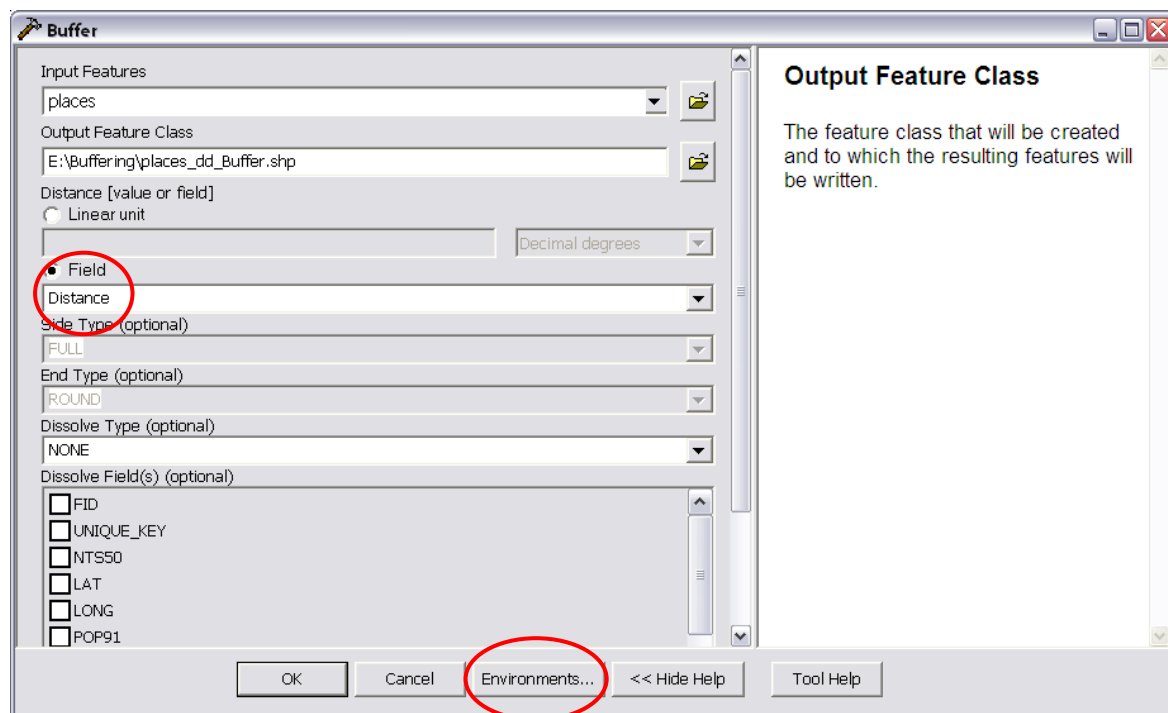 Buffer
Input Features
places
Output Feature Class
E:\Buffering\places_dd_Buffer.shp
Distance [value or field]
Linear unit
Decimal degrees
Field
Distance
Side Type (optional)
FULL
End Type (optional)
ROUND
Dissolve Type (optional)
NONE
Dissolve Field(s) (optional)
FID
UNIQUE_KEY
NTS50
LAT
LONG
POP91
OK
Cancel
Environments...
<< Hide Help
Tool Help
Output Feature Class
The feature class that will be created
and to which the resulting features will
be written.